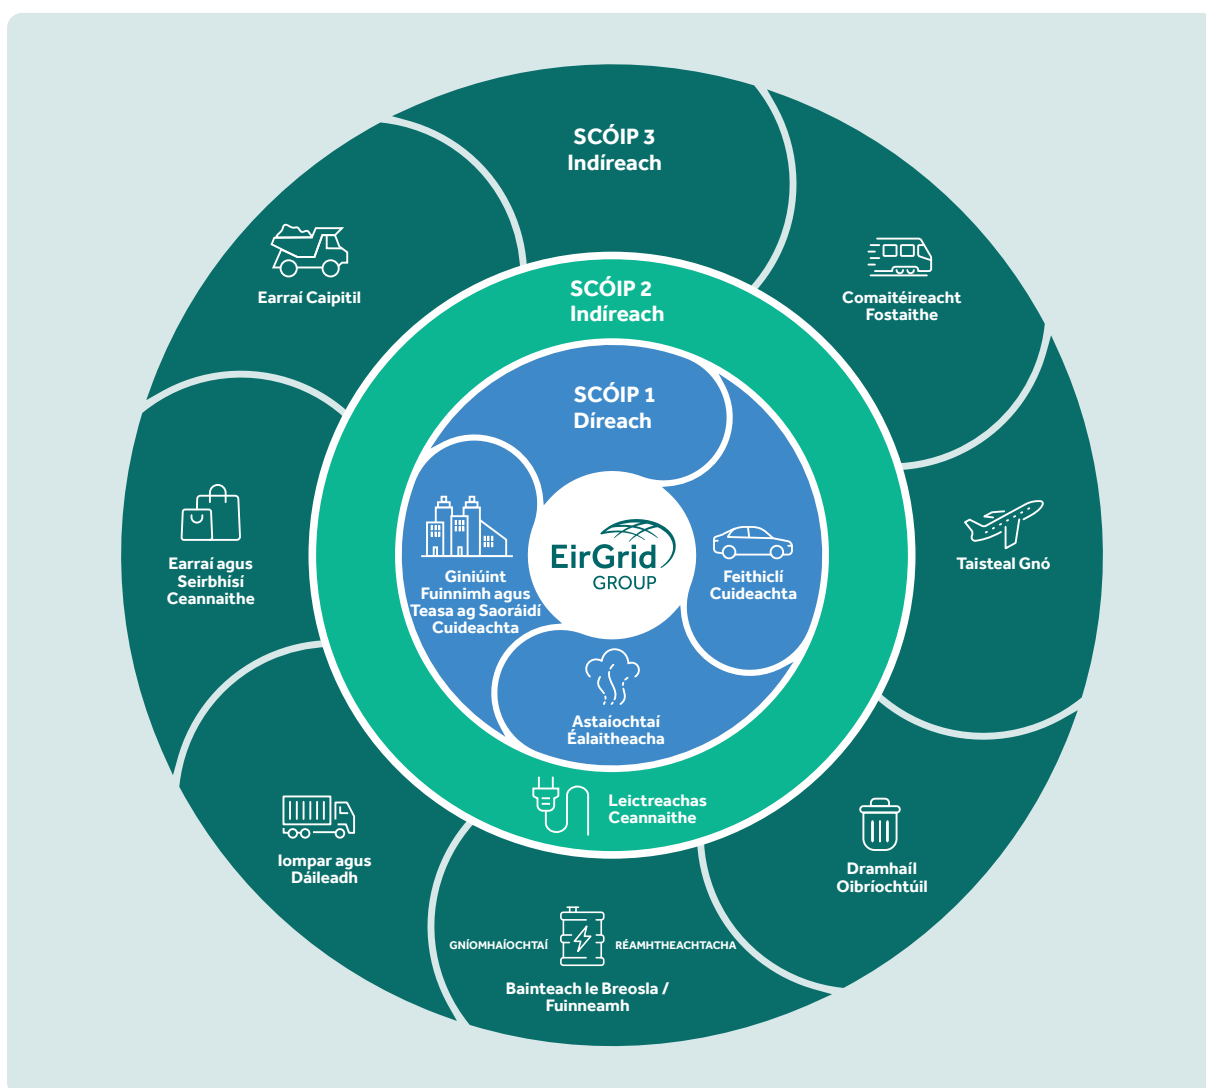 SCÓIP 3
Indíreach
Earraí Caipitil
Comaitéireacht
Fostaithe
SCÓIP 2
Indíreach
SCÓIP 1
Díreach
Earraí agus
Seirbhísí
Ceannaithe
Giniúint
Fuinnimh agus
Teasa ag Saoráidí
Cuideachta
EirGrid
GROUP
Feithiclí
Cuideachta
Taisteal Gnó
Astaíochtaí
Éalaitheacha
Leictreachas
Ceannaithe
Iompar agus
Dáileadh
Dramhaíl
Oibríochtúil
GNÍOMHAÍOCHTAÍ RÉAMHTHEACHTACHA
Bainteach le Breosla /
Fuinneamh